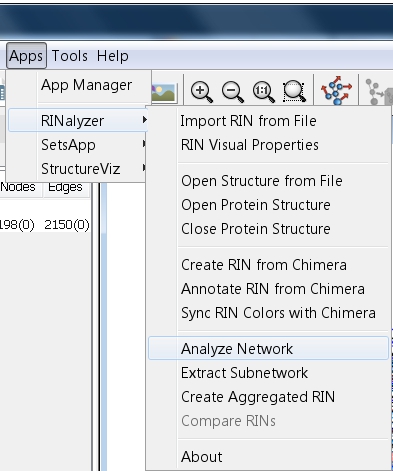 Apps Tools Help
App Manager
RINalyzer
SetsApp
StructureViz
1:1
Import RIN from File
RIN Visual Properties
Open Structure from File
Open Protein Structure
Close Protein Structure
Create RIN from Chimera
Annotate RIN from Chimera
Sync RIN Colors with Chimera
Analyze Network
Extract Subnetwork
Create Aggregated RIN
Compare RINs
About
Nodes Edges
198(0) 2150(0)